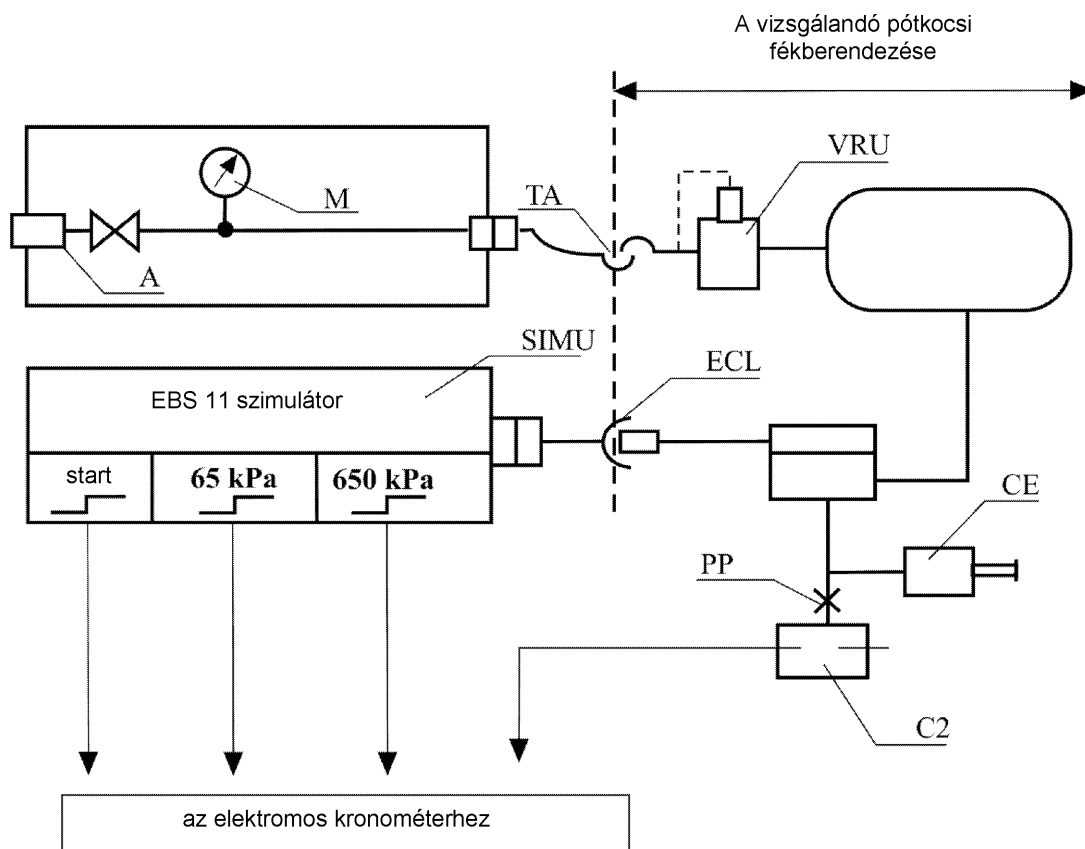 A vizsgálandó pótkocsi
fékberendezése
VRU
M
TA
A
SIMU
ECL
EBS 11 szimulátor
start
65 kPa
650 kPa
CE
PP
C2
az elektromos kronométerhez